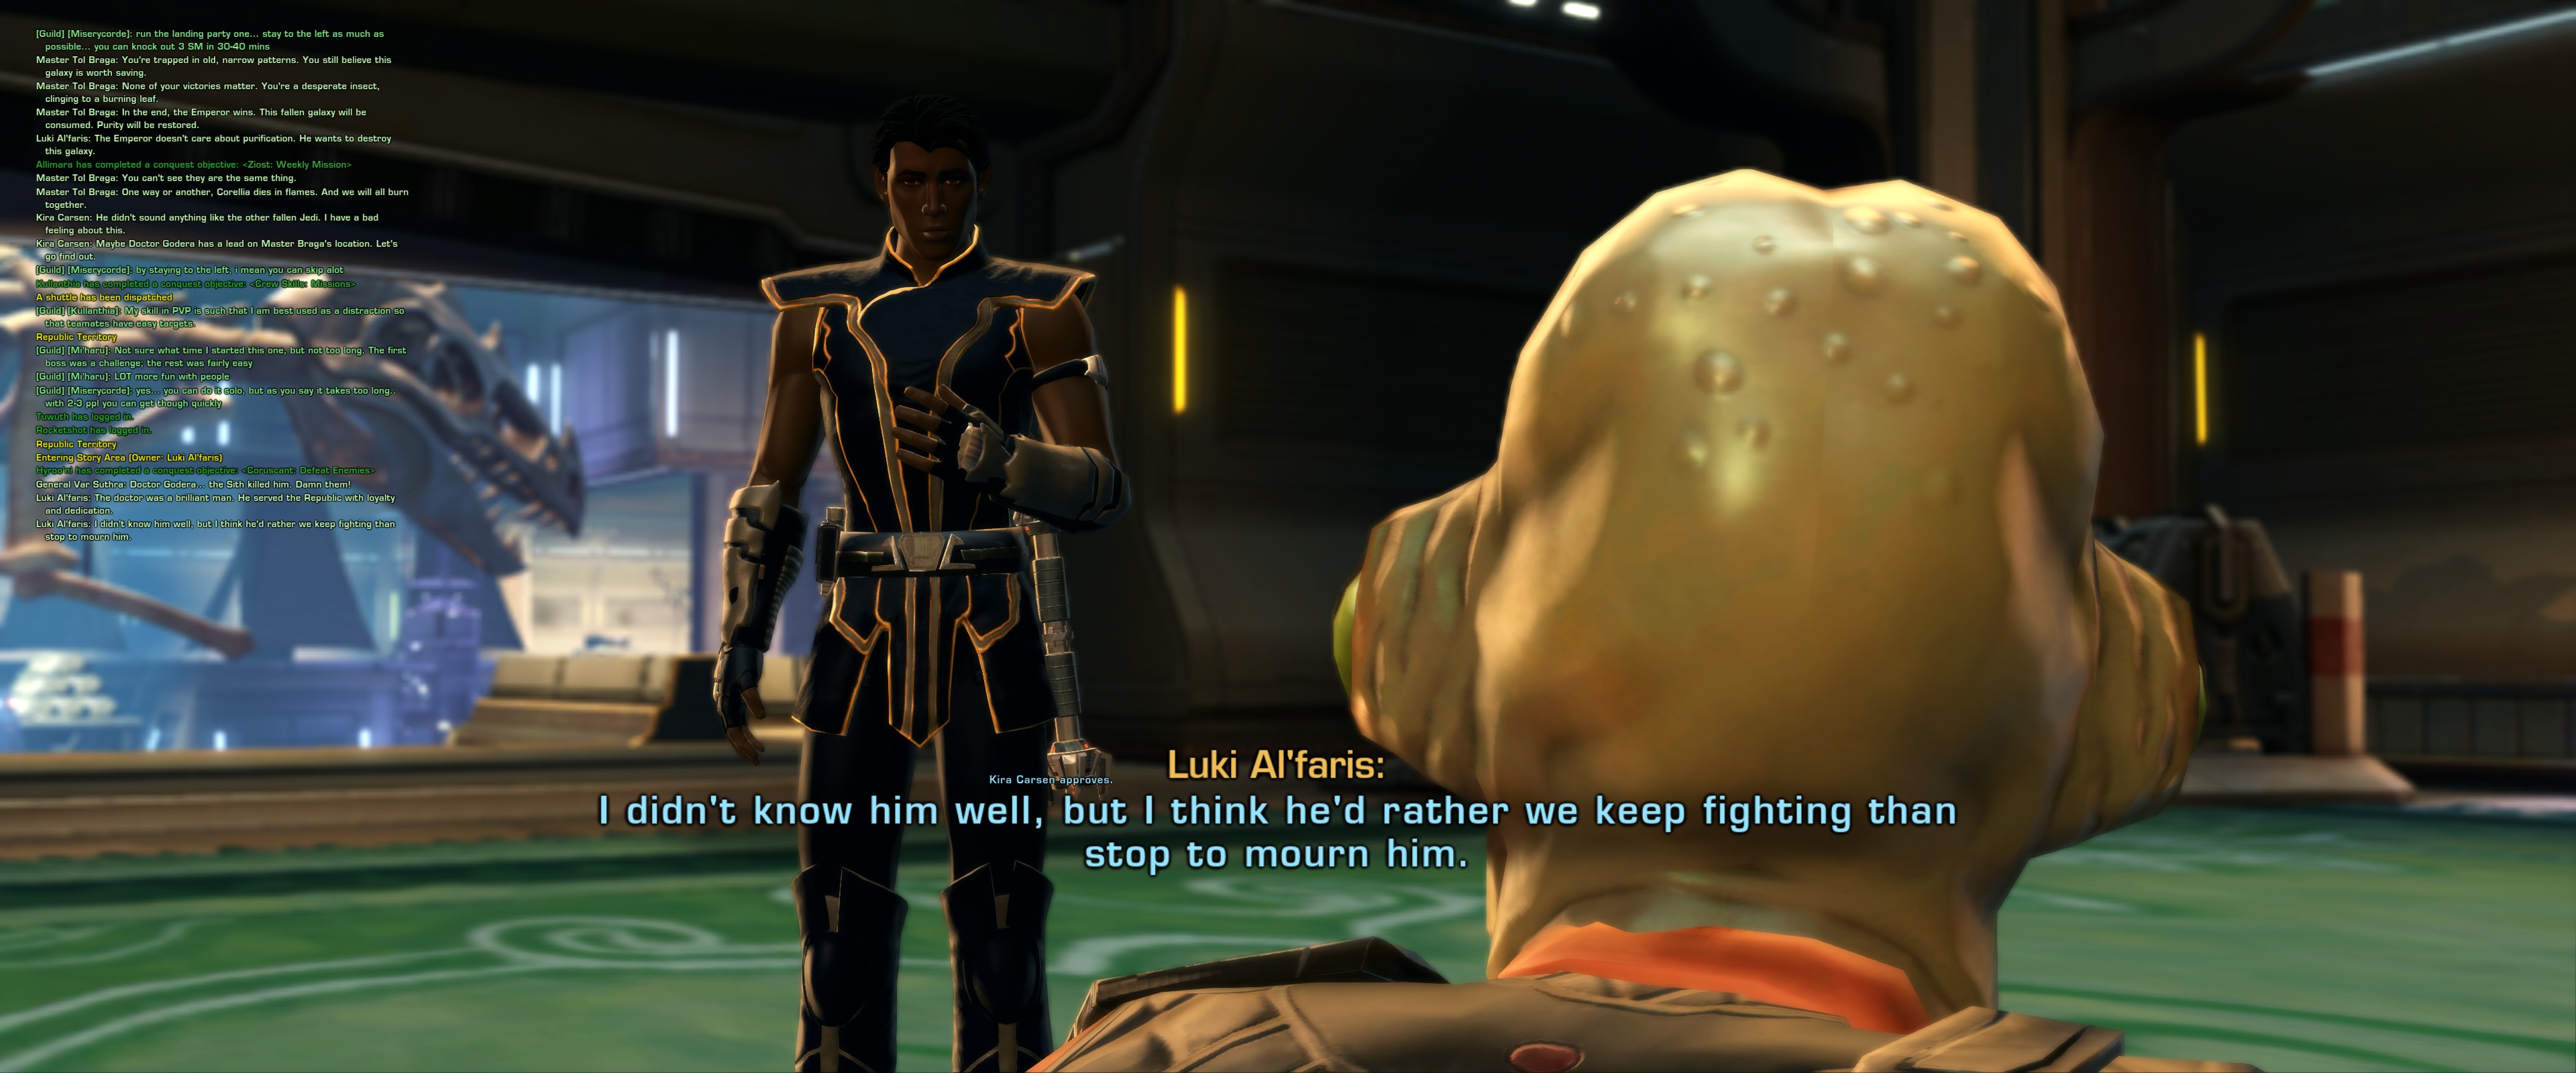 [Guild] [Miserycorde]: run the landing party one... stay to the left as much as
possible... you can knock out 3 SM in 30-40 mins
Master Tol Braga: You're trapped in old, narrow patterns. You still believe this
galaxy is worth saving.
Master Tol Braga: None of your victories matter. You're a desperate insect,
clinging to a burning leaf.
Master Tol Braga: In the end, the Emperor wins. This fallen galaxy will be
consumed. Purity will be restored.
Luki Al'faris: The Emperor doesn't care about purification. He wants to destroy
this galaxy.
Allimara has completed a conquest objective: <Ziost: Weekly Mission>
Master Tol Braga: You can't see they are the same thing.
Master Tol Braga: One way or another, Corellia dies in flames. And we will all burn
together.
Kira Carsen: He didn't sound anything like the other fallen Jedi. I have a bad
feeling about this.
Kira Carsen: Maybe Doctor Godera has a lead on Master Braga's location. Let's
go find out.
[Guild] [Miserycorde]: by staying to the left, i mean you can skip alot
Kullanthia has completed a conquest objective: <Crew Skills: Missions>
A shuttle has been dispatched
[Guild] [Kullanthia]: My skill in PVP is such that I am best used as a distraction so
that teamates have easy targets.
Republic Territory
[Guild] [Mi'haru]: Not sure what time I started this one, but not too long. The first
boss was a challenge; the rest was fairly easy
[Guild] [Mi'haru]: LOT more fun with people
[Guild] [Miserycorde]: yes... you can do it solo, but as you say it takes too long..
with 2-3 ppl you can get though quickly
Tuwuth has logged in.
Rocketshot has logged in.
Republic Territory
Entering Story Area (Owner: Luki Al'faris)
has completed a conquest objective: <Coruscant: Defeat Enemies>
General Var Suthra: Doctor Godera... the Sith killed him. Damn them!
Luki Al'faris: The doctor was a brilliant man. He served the Republic with loyalty
and dedication.
Luki Al'faris: I didn't know him well, but I think he'd rather we keep fighting than
stop to mourn him.
Luki Al'faris:
Kira Carsen approves.
I didn't know him well, but I think he'd rather we keep fighting than
stop to mourn him.